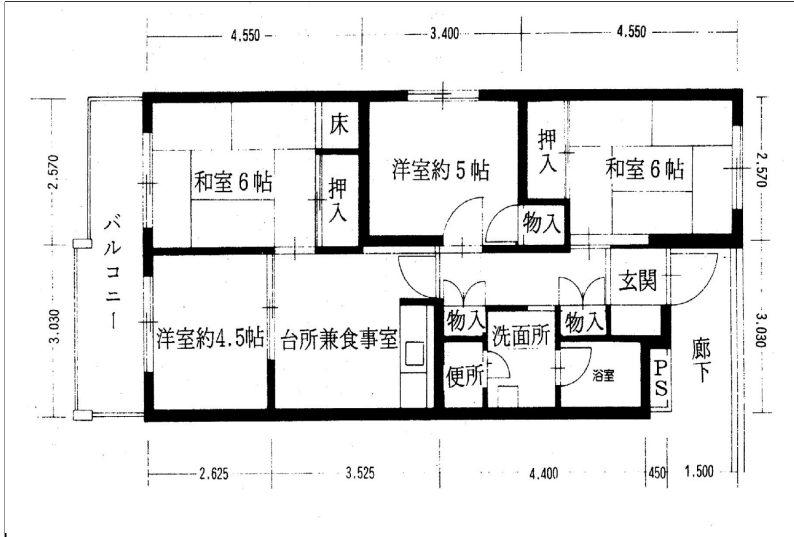 4.550
3.400
4.550
2.570
バルコニー
和室6帖
床
押入
洋室約5帖
押入
和室6帖
物入
2.570
3.030
洋室約4.5帖
台所兼食事室
物入
洗面所
物入
玄関
便所
浴室
PS
廊下
3.030
2.625
3.525
4.400
450
1.500